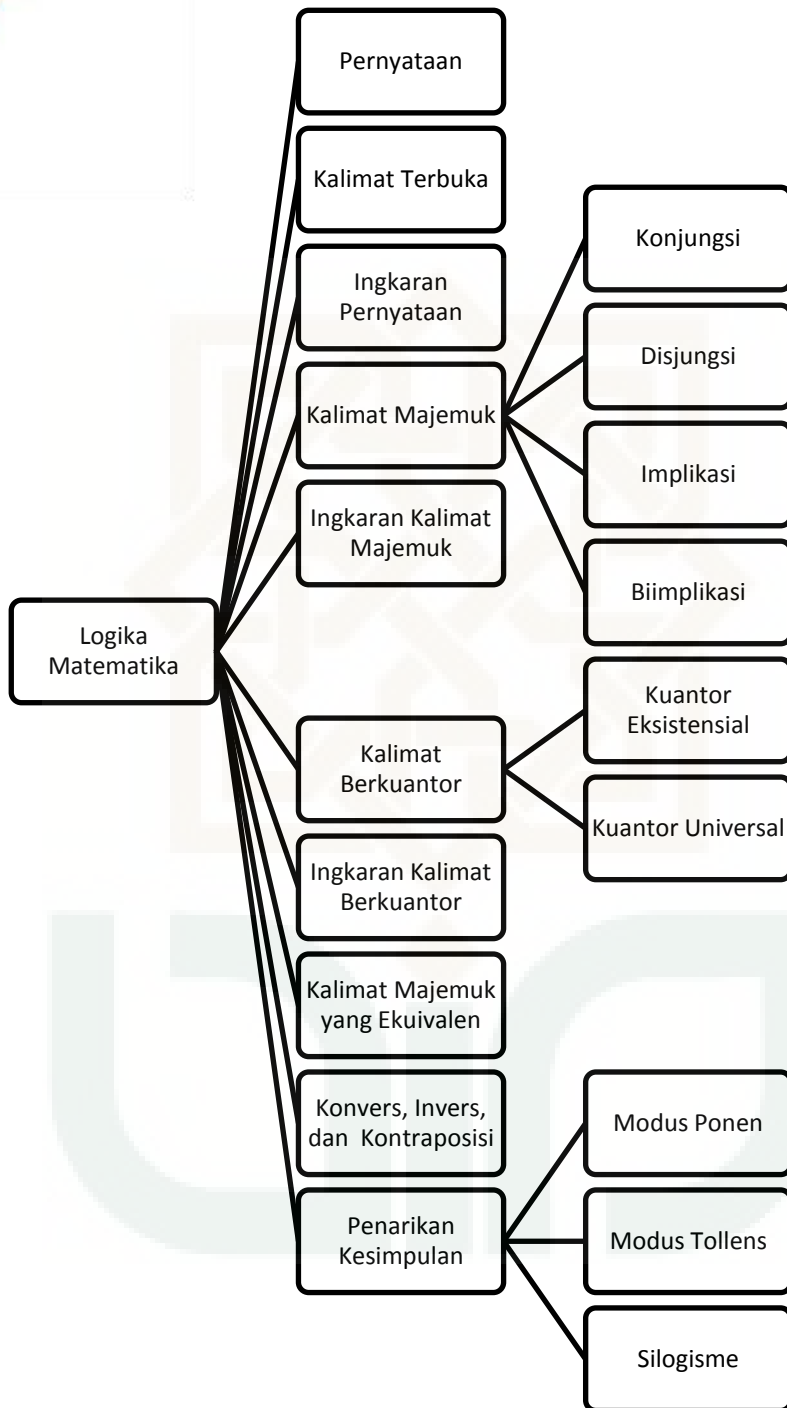 Logika
Matematika
Pernyataan
Kalimat Terbuka
Ingkaran
Pernyataan
Kalimat Majemuk
Konjungsi
Disjungsi
Implikasi
Biimplikasi
Ingkaran Kalimat
Majemuk
Kalimat
Berkuantor
Kuantor
Eksistensial
Kuantor Universal
Ingkaran Kalimat
Berkuantor
Kalimat Majemuk
yang Ekuivalen
Konvers, Invers,
dan Kontraposisi
Penarikan
Kesimpulan
Modus Ponen
Modus Tollens
Silogisme